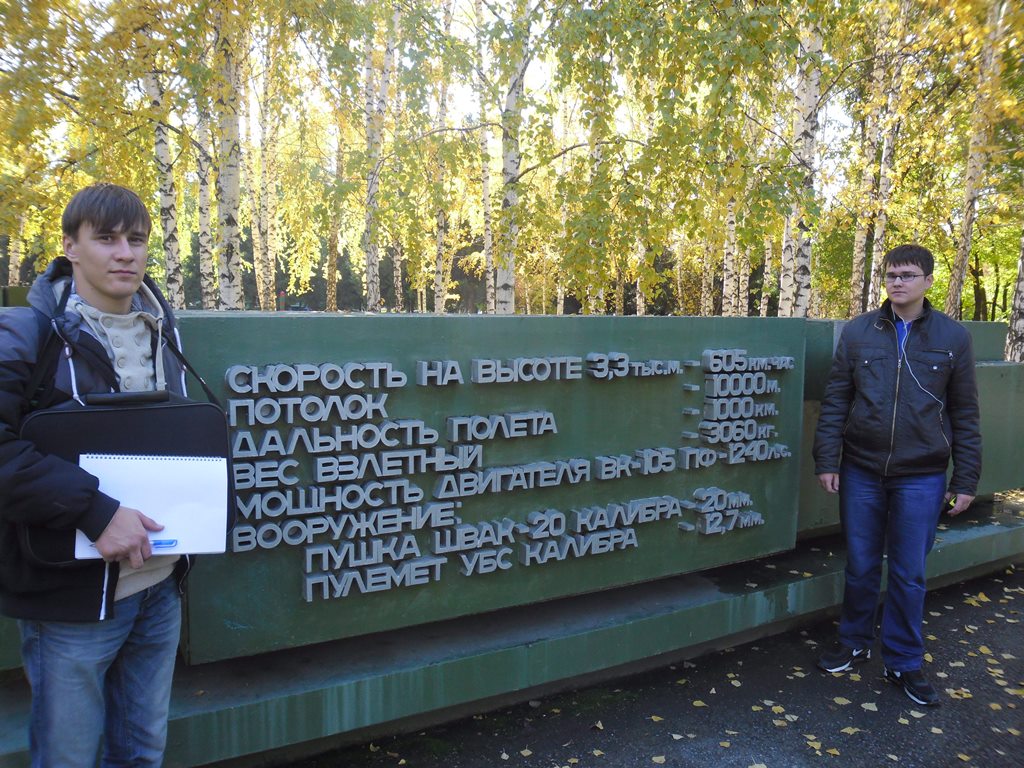 СКОРОСТЬ НА ВЫСОТЕ 3,3 ТЫС.М. - 605 КМ.ЧАС.
ПОТОЛОК - 10000 М.
ДАЛЬНОСТЬ ПОЛЕТА - 1000 КМ.
ВЕС ВЗЛЕТНЫЙ - 3060 КГ.
МОЩНОСТЬ ДВИГАТЕЛЯ ВК-105 ПФ -1240 Л.С.
ВООРУЖЕНИЕ:
ПУШКА ШВАК -20 КАЛИБРА -20 ММ.
ПУЛЕМЕТ УБС КАЛИБРА - 12,7 ММ.